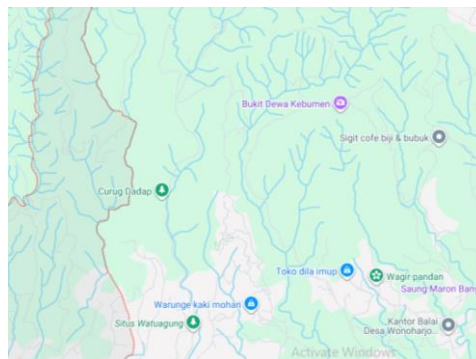 Bukit Dewa Kebumen
Sigit cofe biji & bubuk
Curug Dadap
Toko dila imup
Wagir pandan
Saung Maron Ban
Warunge kaki mohan
Situs Watuagung
Kantor Balai
Desa Wonoharjo...
Activate Windows